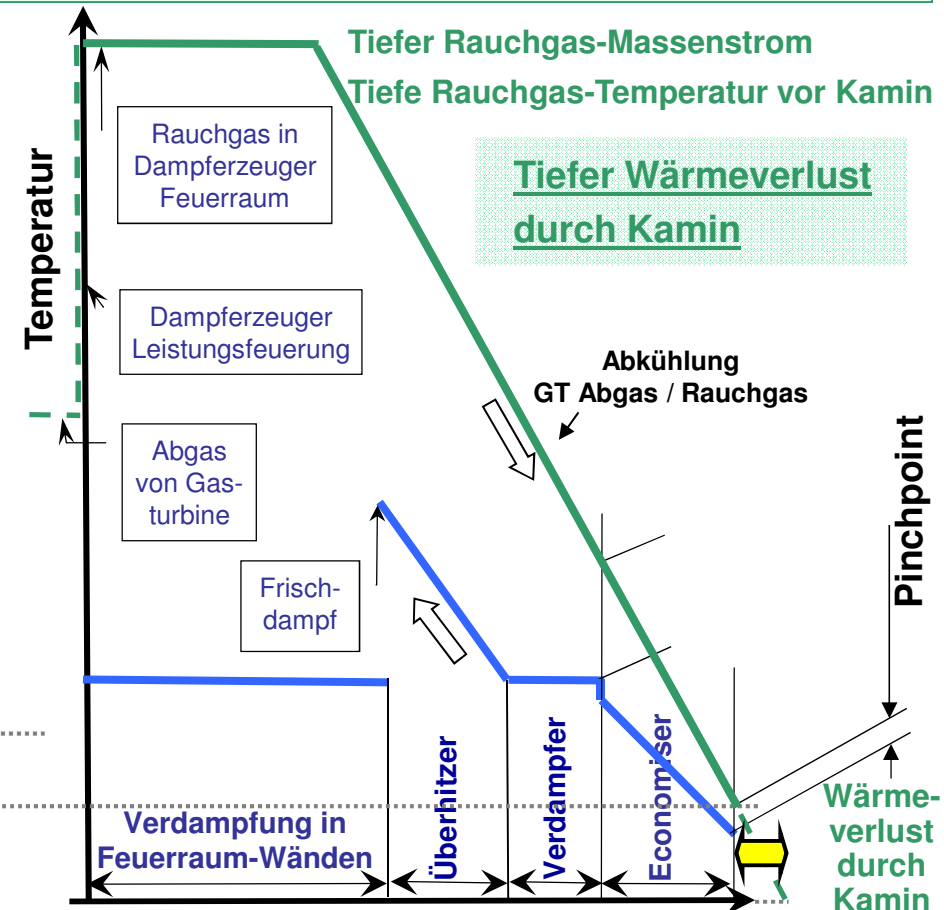 Tiefer Rauchgas-Massenstrom
Tiefe Rauchgas-Temperatur vor Kamin
Tiefer Wärmeverlust
durch Kamin
Temperatur
Rauchgas in
Dampferzeuger
Feuerraum
Dampferzeuger
Leistungsfeuerung
Abkühlung
GT Abgas / Rauchgas
Abgas
von Gas-
turbine
Pinchpoint
Frisch-
dampf
Verdampfung in
Feuerraum-Wänden
Überhitzer
Verdampfer
Economiser
Wärme-
verlust
durch
Kamin